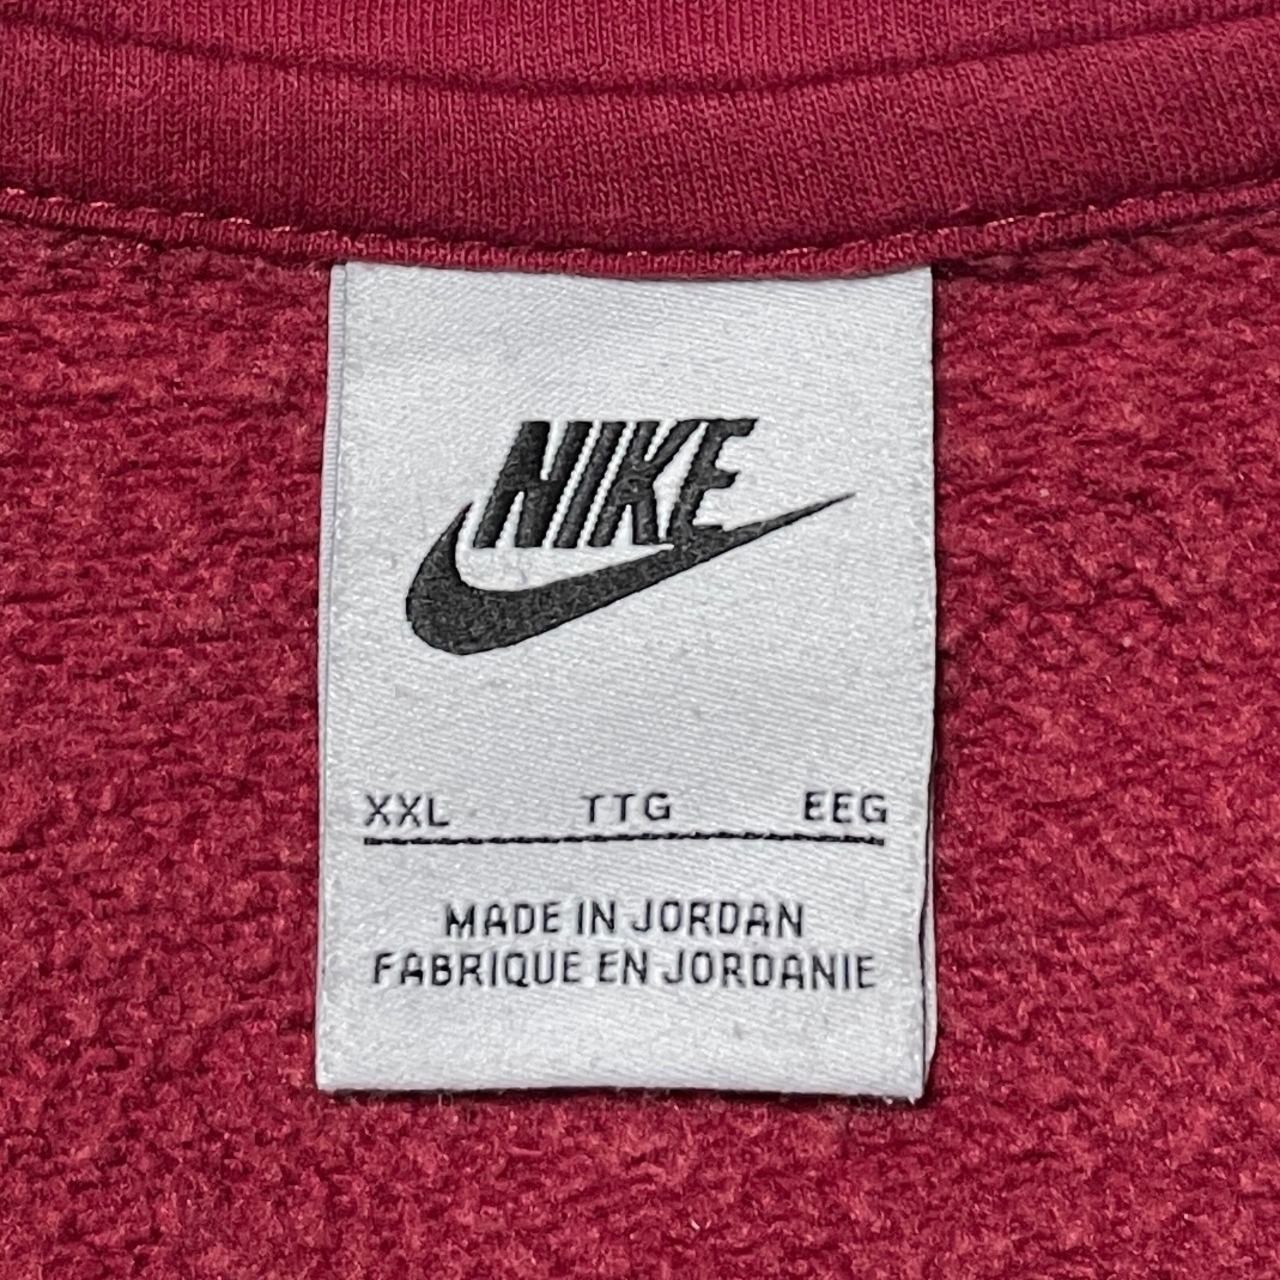 NIKE
XXL TTG EEG
MADE IN JORDAN
FABRIQUE EN JORDANIE